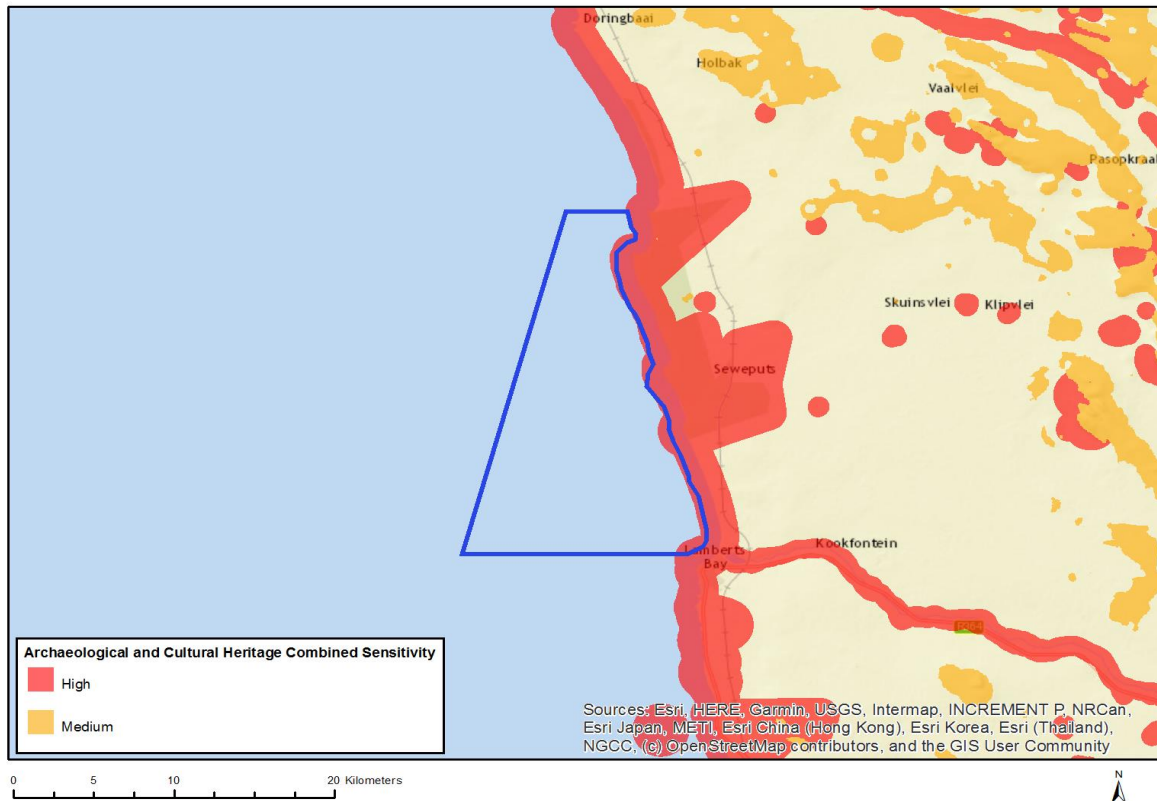 Doringbaai
Holbak
Vaalvlei
Pasopkraal
Skuinsvlei
Klipvlei
Seweputs
Kookfontein
Lamberts
Bay
R364
Archaeological and Cultural Heritage Combined Sensitivity
High
Medium
Sources: Esri, HERE, Garmin, USGS, Intermap, INCREMENT P, NRCan,
Esri Japan, METI, Esri China (Hong Kong), Esri Korea, Esri (Thailand),
NGCC, (c) OpenStreetMap contributors, and the GIS User Community
0 5 10 20 Kilometers
N